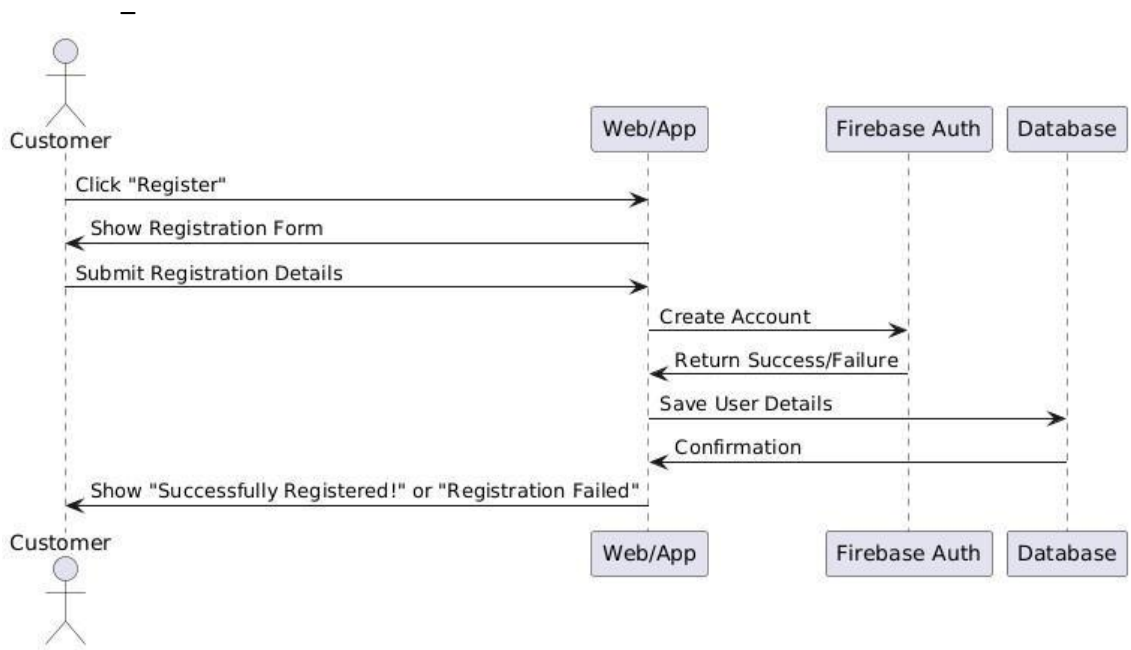 Customer
Web/App
Firebase Auth
Database
Click "Register"
Show Registration Form
Submit Registration Details
Create Account
Return Success/Failure
Save User Details
Confirmation
Show "Successfully Registered!" or "Registration Failed"
Customer
Web/App
Firebase Auth
Database